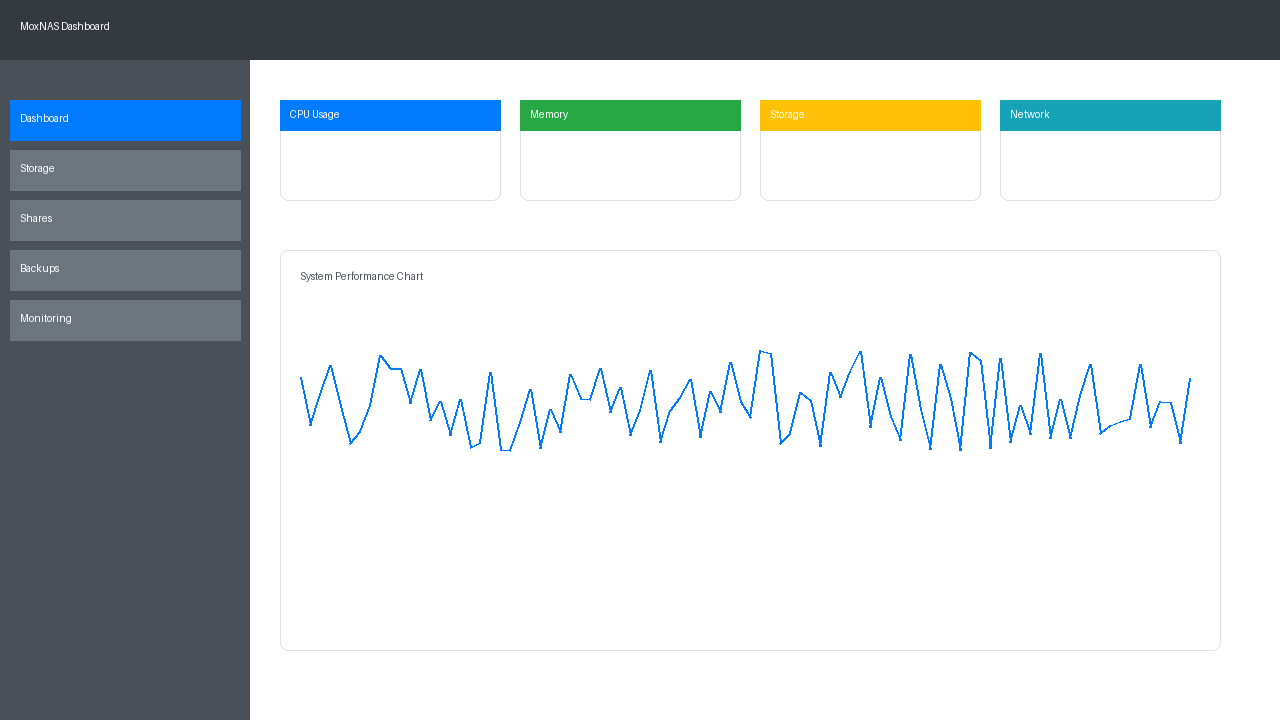 MoxNAS Dashboard
Dashboard
Storage
Shares
Backups
Monitoring
CPU Usage
Memory
Storage
Network
System Performance Chart